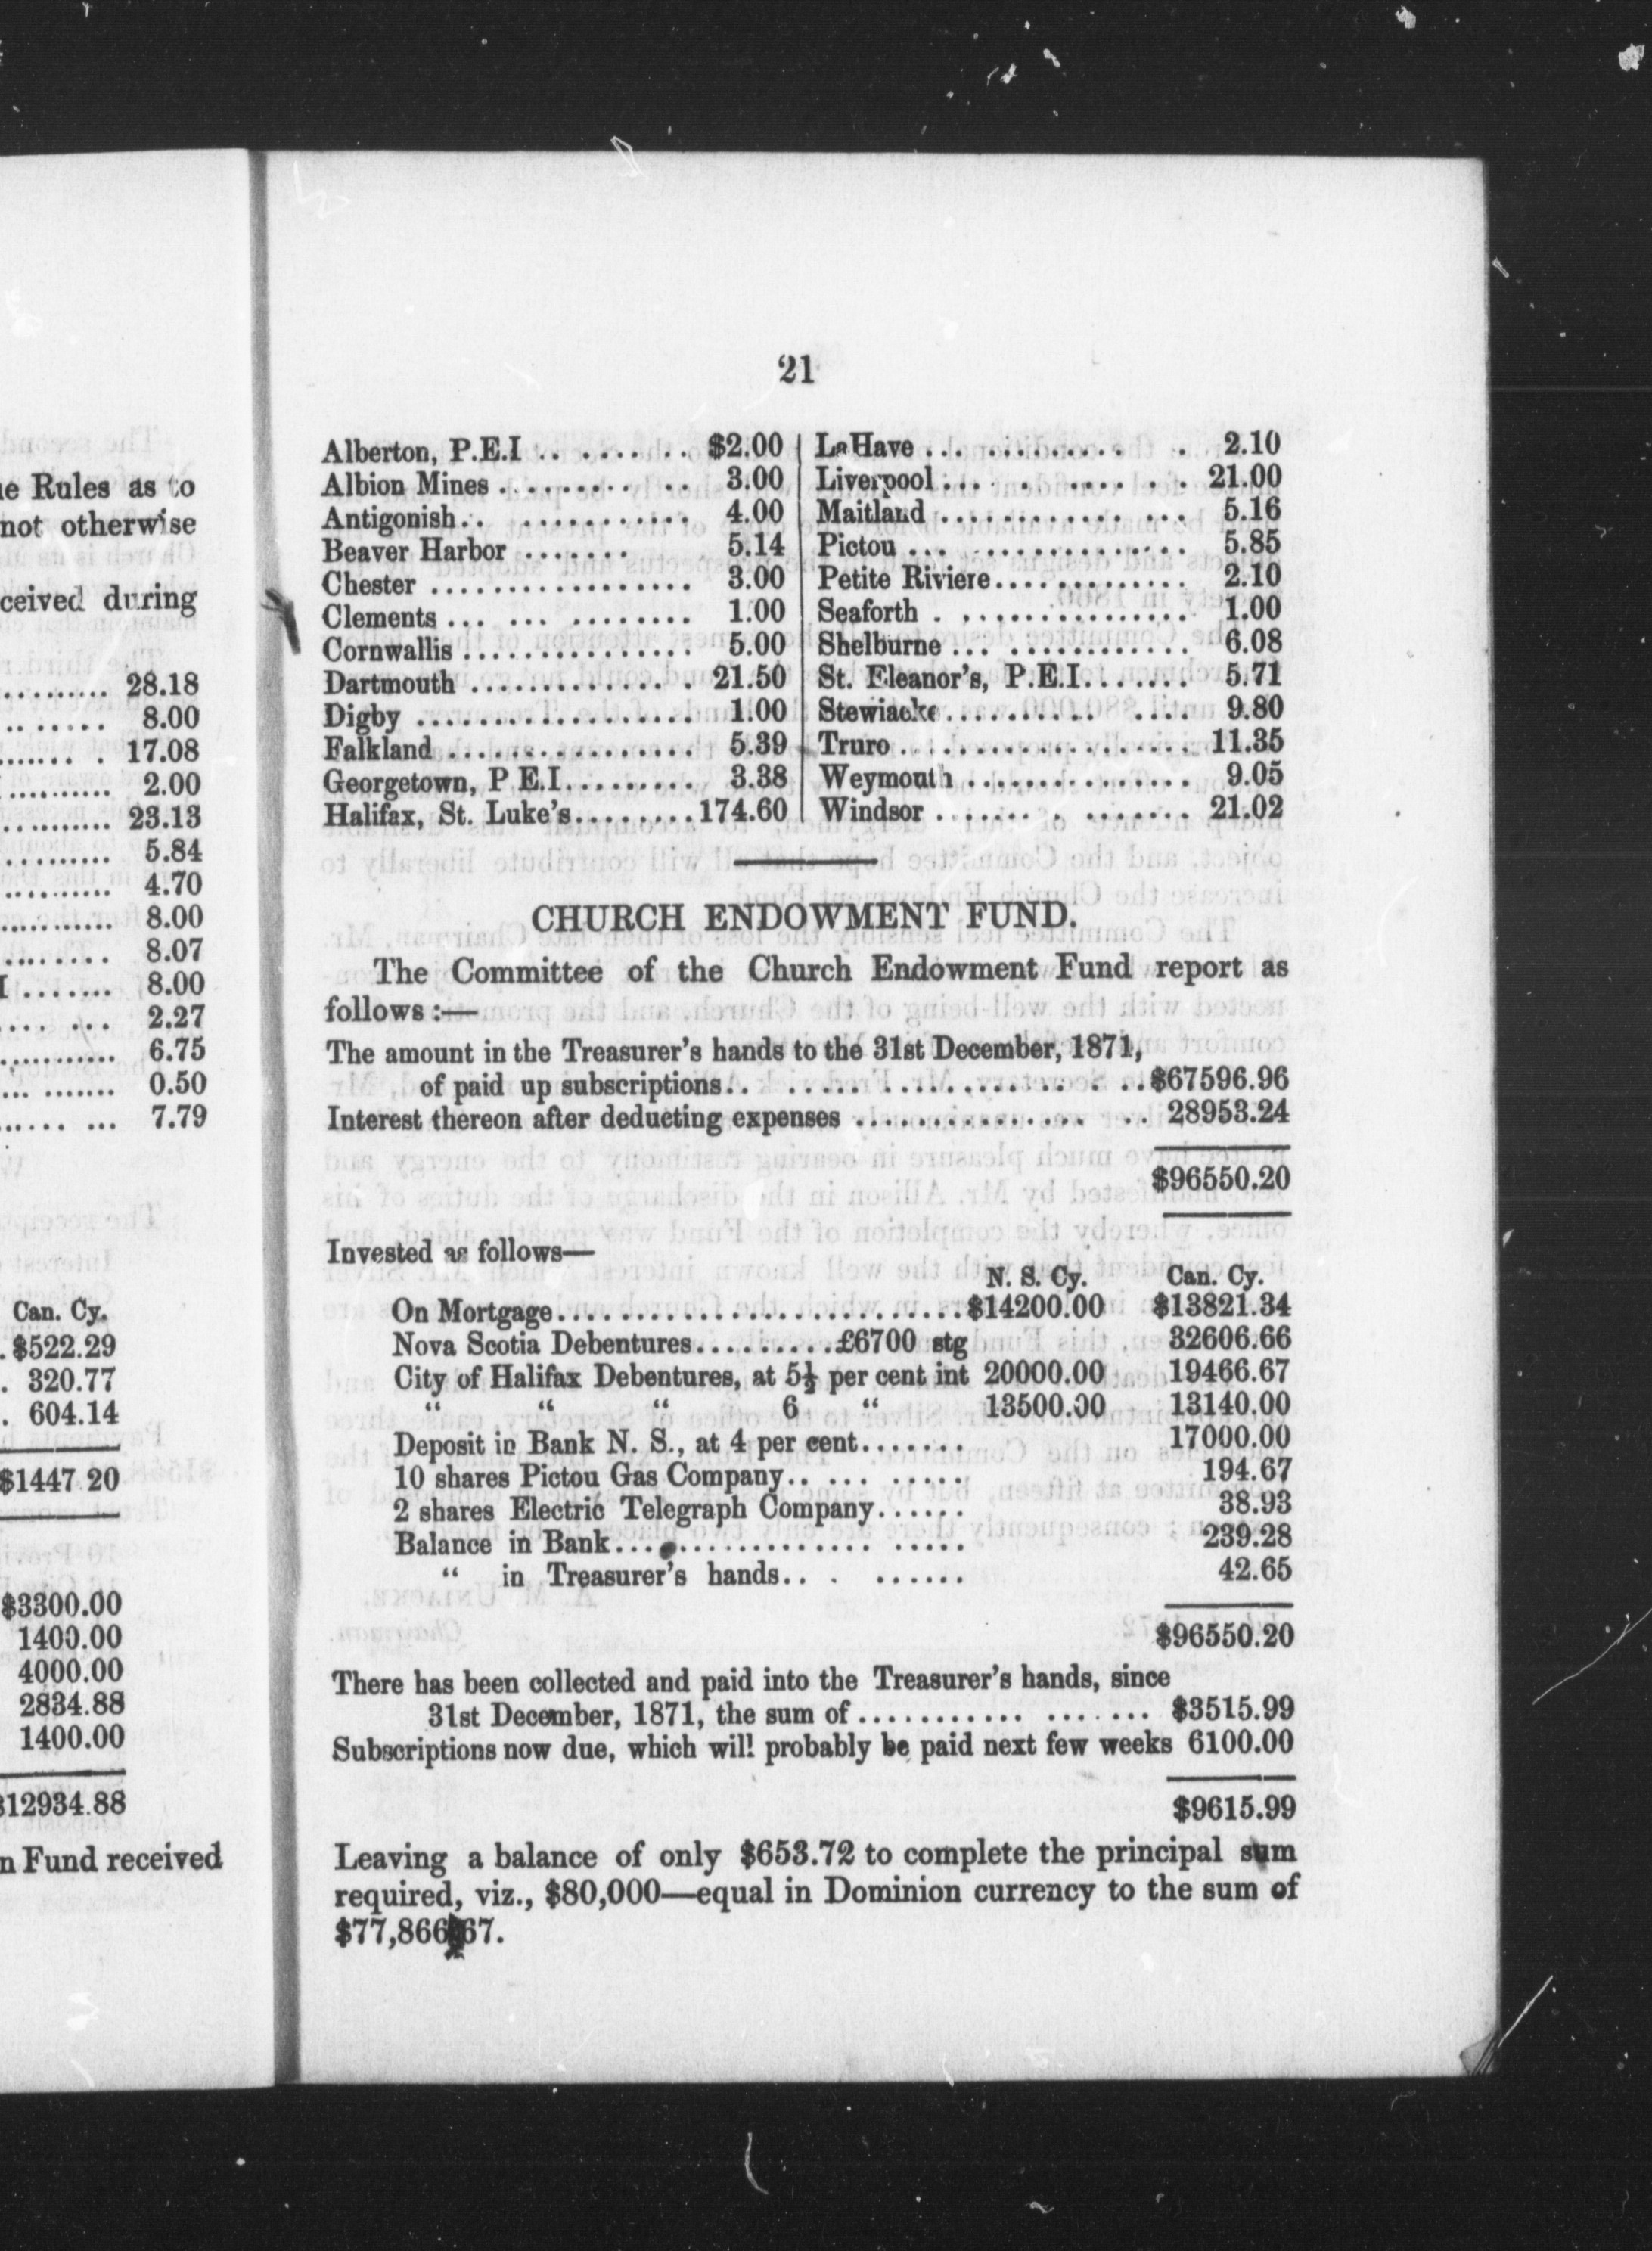 ne Rules as to
not otherwise
ceived during
28.18
8.00
17.08
2.00
23.13
5.84
4.70
8.00
8.07
I ....... 8.00
2.27
6.75
0.50
7.79
Can. Cy.
$522.29
320.77
604.14
$1447 20
$3300.00
1400.00
4000.00
2834.88
1400.00
$12934.88
n Fund received
21
Alberton, P.E.I .. ...... $2.00
Albion Mines ........... 3.00
Antigonish.. ........... 4.00
Beaver Harbor ....... 5.14
Chester ................. 3.00
Clements ... ... ........ 1.00
Cornwallis ............... 5.00
Dartmouth .............. 21.50
Digby .................. 1.00
Falkland ................ 5.39
Georgetown, P E.I......... 3.38
Halifax, St. Luke's........ 174.60
LaHave ... .......... . 2.10
Liverpool ... . . .... . . 21.00
Maitland ............ ... 5.16
Pictou ... ............. 5.85
Petite Riviere............. 2.10
Seaforth . ............... 1.00
Shelburne ... ............ 6.08
St. Eleanor's, P.E.I....... 5.71
Stewiacke.......... .... 9.80
Truro ................... 11.35
Weymouth ............... 9.05
Windsor ....... . ....... 21.02
CHURCH ENDOWMENT FUND.
The Committee of the Church Endowment Fund report as
follows :—
The amount in the Treasurer's hands to the 31st December, 1871,
of paid up subscriptions.. ..... ............ . .. $67596.96
Interest thereon after deducting expenses ............... .. 28953.24
$96550.20
Invested as follows—
N. S. Cy. Can. Cy.
On Mortgage............................$14200.00 $13821.34
Nova Scotia Debentures.........£6700 stg 32606.66
City of Halifax Debentures, at 5½ per cent int 20000.00 19466.67
" " " 6 " 13500.00 13140.00
Deposit in Bank N. S., at 4 per cent....... 17000.00
10 shares Pictou Gas Company.. ... ..... 194.67
2 shares Electric Telegraph Company...... 38.93
Balance in Bank................. ..... 239.28
" in Treasurer's hands.. . ...... 42.65
$96550.20
There has been collected and paid into the Treasurer's hands, since
31st December, 1871, the sum of ........... ....... $3515.99
Subscriptions now due, which will probably be paid next few weeks 6100.00
$9615.99
Leaving a balance of only $653.72 to complete the principal sum
required, viz., $80,000—equal in Dominion currency to the sum of
$77,866.67.